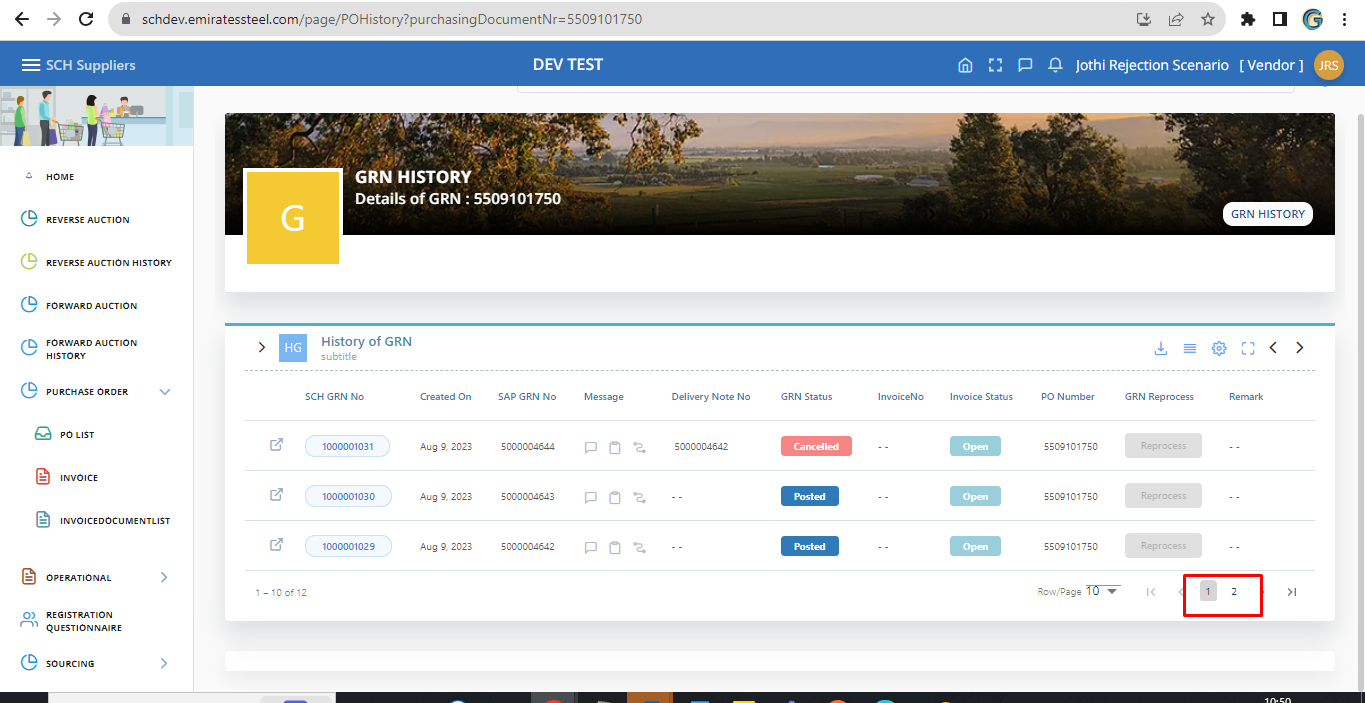 schdev.emiratessteel.com/page/POHistory?purchasingDocumentNr=5509101750
SCH Suppliers
DEV TEST
Jothi Rejection Scenario [ Vendor ] JRS
HOME
REVERSE AUCTION
REVERSE AUCTION HISTORY
FORWARD AUCTION
FORWARD AUCTION
HISTORY
PURCHASE ORDER
PO LIST
INVOICE
INVOICEDOCUMENTLIST
OPERATIONAL
REGISTRATION
QUESTIONNAIRE
SOURCING
G
GRN HISTORY
Details of GRN : 5509101750
GRN HISTORY
HG
History of GRN
subtitle
SCH GRN No Created On SAP GRN No Message Delivery Note No GRN Status InvoiceNo Invoice Status PO Number GRN Reprocess Remark
1000001031 Aug 9, 2023 5000004644 5000004642 Cancelled - - Open 5509101750 Reprocess - -
1000001030 Aug 9, 2023 5000004643 - - Posted - - Open 5509101750 Reprocess - -
1000001029 Aug 9, 2023 5000004642 - - Posted - - Open 5509101750 Reprocess - -
1 – 10 of 12 Row/Page 10 1 2
10:50